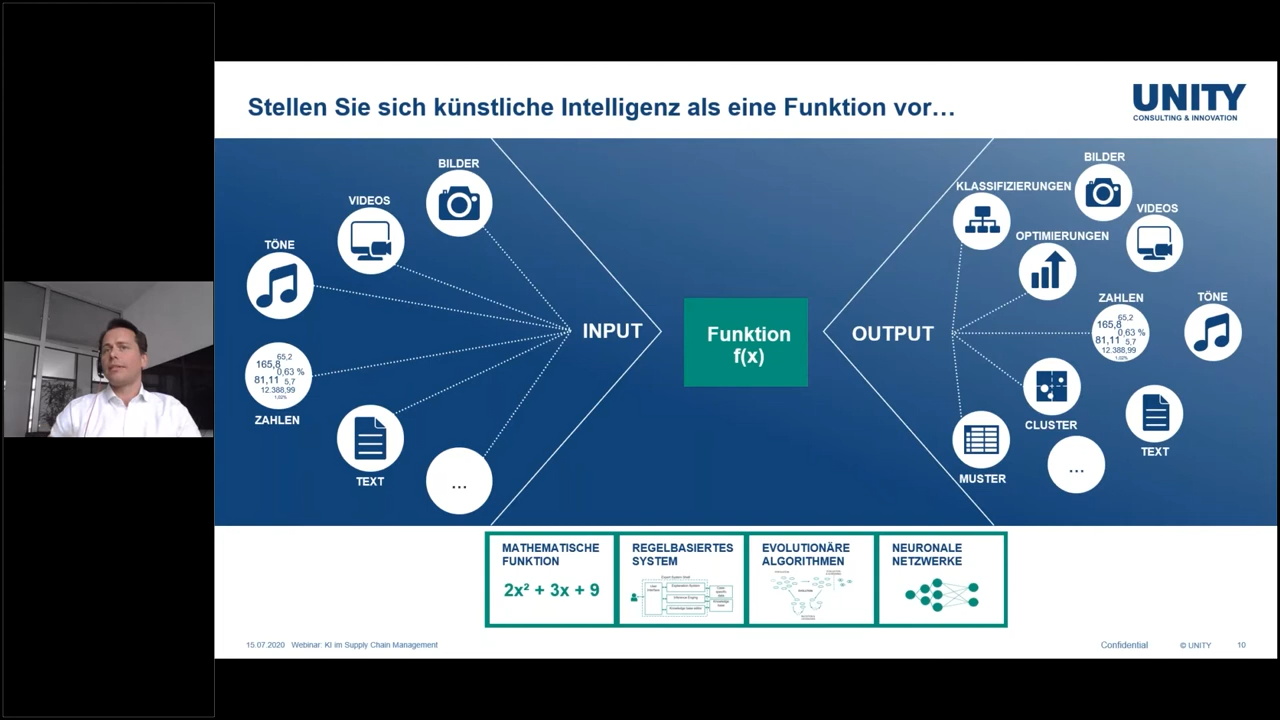 Stellen Sie sich künstliche Intelligenz als eine Funktion vor…
UNITY
CONSULTING & INNOVATION
BILDER
VIDEOS
TÖNE
65,2
165,8
0,63 %
81,11 5,7
12.388,99
1,02%
ZAHLEN
TEXT
...
INPUT
Funktion
f(x)
OUTPUT
BILDER
KLASSIFIZIERUNGEN
VIDEOS
OPTIMIERUNGEN
ZAHLEN
65,2
165,8
0,63 %
81,11 5,7
12.388,99
1,02%
TÖNE
CLUSTER
TEXT
MUSTER
...
MATHEMATISCHE
FUNKTION
2x² + 3x + 9
REGELBASIERTES
SYSTEM
EVOLUTIONÄRE
ALGORITHMEN
NEURONALE
NETZWERKE
15.07.2020 Webinar: KI im Supply Chain Management
Confidential
© UNITY
10